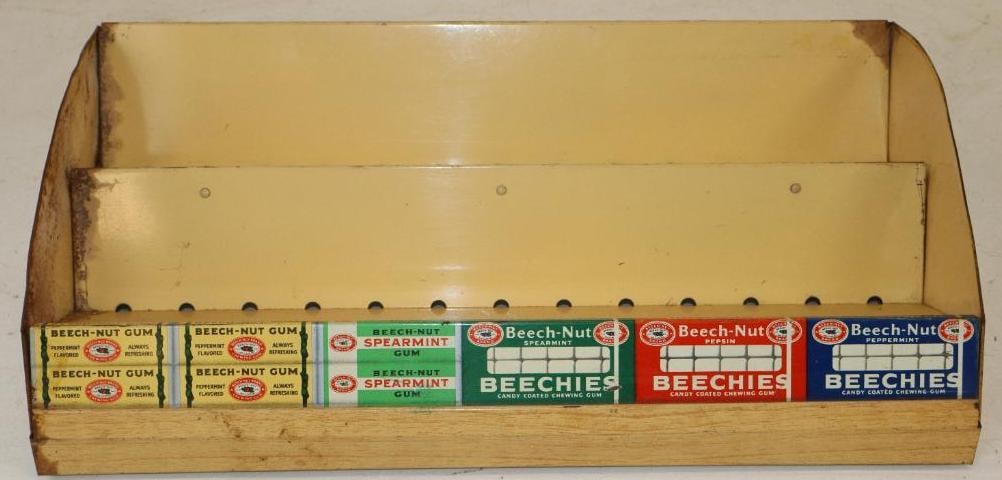 BEECH-NUT GUM
PEPPERMINT FLAVORED
ALWAYS REFRESHING
BEECH-NUT GUM
PEPPERMINT FLAVORED
ALWAYS REFRESHING
BEECH-NUT GUM
PEPPERMINT FLAVORED
ALWAYS REFRESHING
BEECH-NUT GUM
PEPPERMINT FLAVORED
ALWAYS REFRESHING
BEECH-NUT
SPEARMINT
GUM
BEECH-NUT
SPEARMINT
GUM
Beech-Nut
SPEARMINT
BEECHIES
CANDY COATED CHEWING GUM
Beech-Nut
PEPSIN
BEECHIES
CANDY COATED CHEWING GUM
Beech-Nut
PEPPERMINT
BEECHIES
CANDY COATED CHEWING GUM